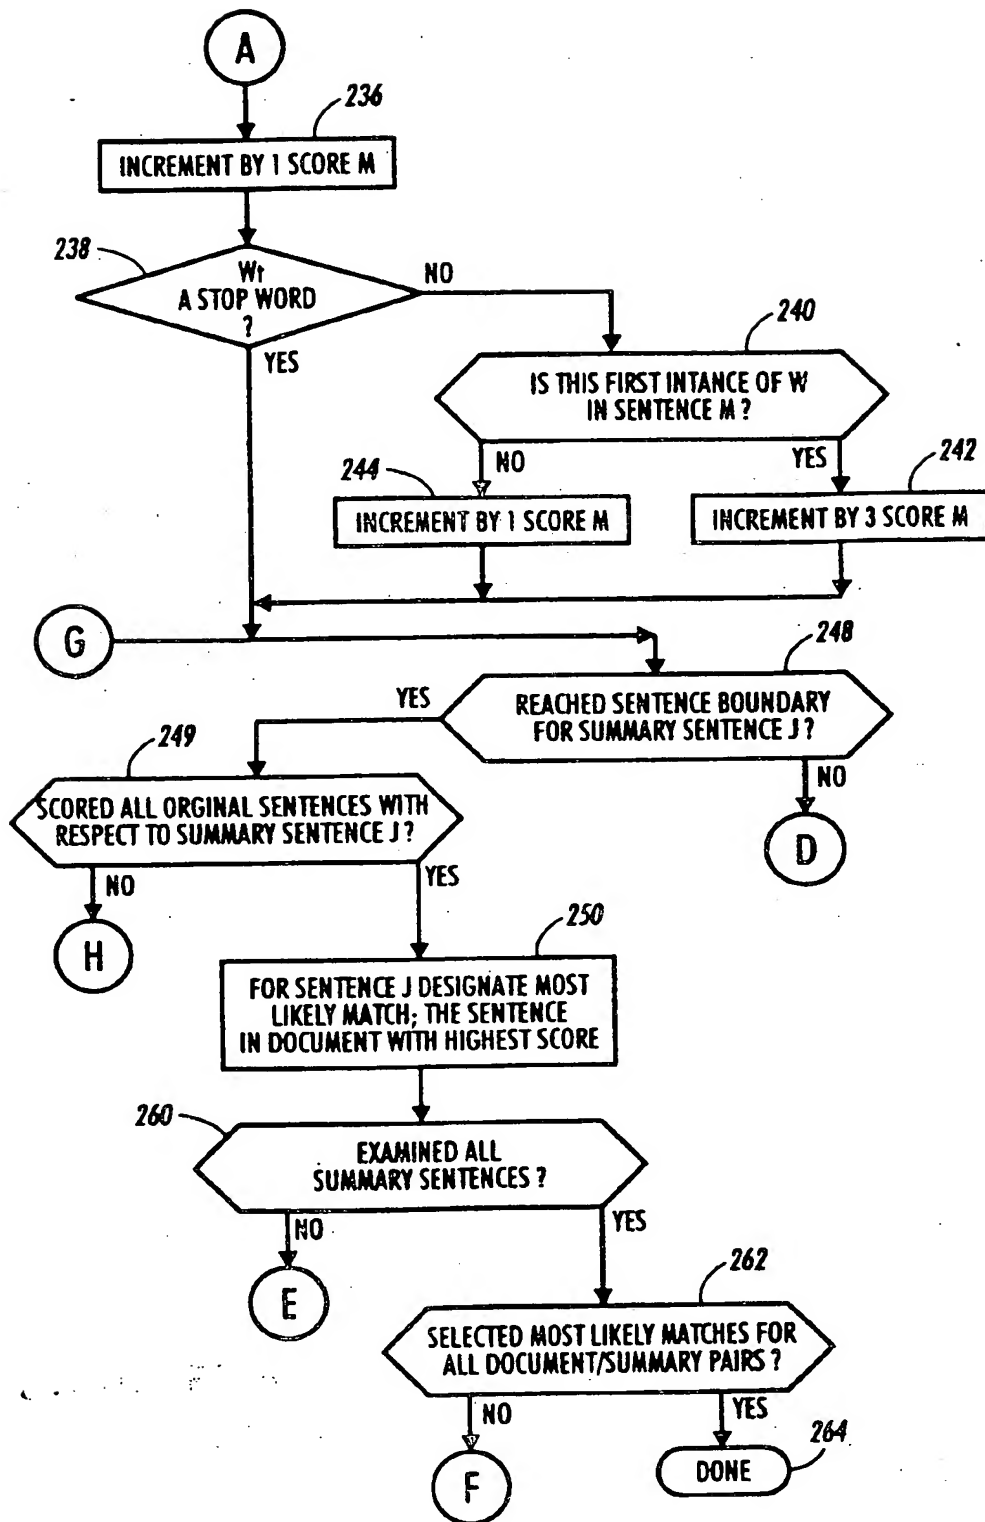 A
236
INCREMENT BY 1 SCORE M
238
Wt
A STOP WORD
?
NO
YES
240
IS THIS FIRST INTANCE OF W
IN SENTENCE M ?
NO
YES
244
242
INCREMENT BY 1 SCORE M
INCREMENT BY 3 SCORE M
G
248
REACHED SENTENCE BOUNDARY
FOR SUMMARY SENTENCE J ?
YES
NO
D
249
SCORED ALL ORGINAL SENTENCES WITH
RESPECT TO SUMMARY SENTENCE J ?
NO
YES
H
250
FOR SENTENCE J DESIGNATE MOST
LIKELY MATCH; THE SENTENCE
IN DOCUMENT WITH HIGHEST SCORE
260
EXAMINED ALL
SUMMARY SENTENCES ?
NO
YES
E
262
SELECTED MOST LIKELY MATCHES FOR
ALL DOCUMENT/SUMMARY PAIRS ?
NO
YES
F
DONE
264